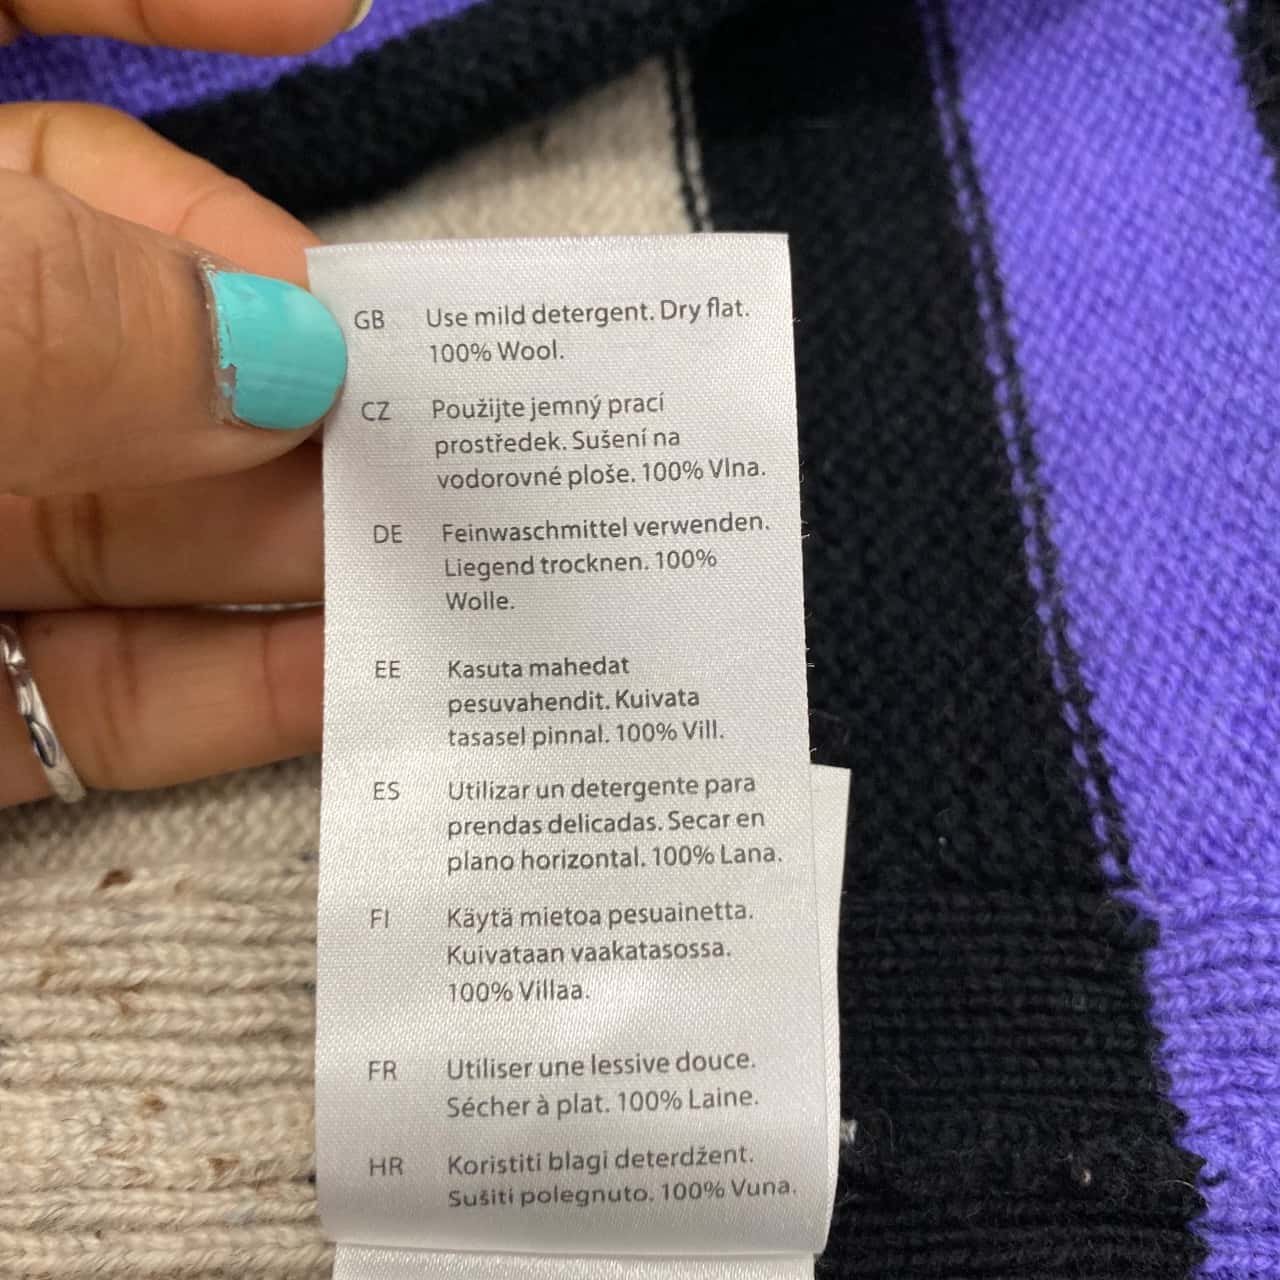 GB Use mild detergent. Dry flat.
100% Wool.
CZ Použijte jemný prací
prostředek. Sušení na
vodorovné ploše. 100% Vlna.
DE Feinwaschmittel verwenden.
Liegend trocknen. 100%
Wolle.
EE Kasuta mahedat
pesuvahendit. Kuivata
tasasel pinnal. 100% Vill.
ES Utilizar un detergente para
prendas delicadas. Secar en
plano horizontal. 100% Lana.
FI Käytä mietoa pesuainetta.
Kuivataan vaakatasossa.
100% Villaa.
FR Utiliser une lessive douce.
Sécher à plat. 100% Laine.
HR Koristiti blagi deterdžent.
Sušiti polegnuto. 100% Vuna.